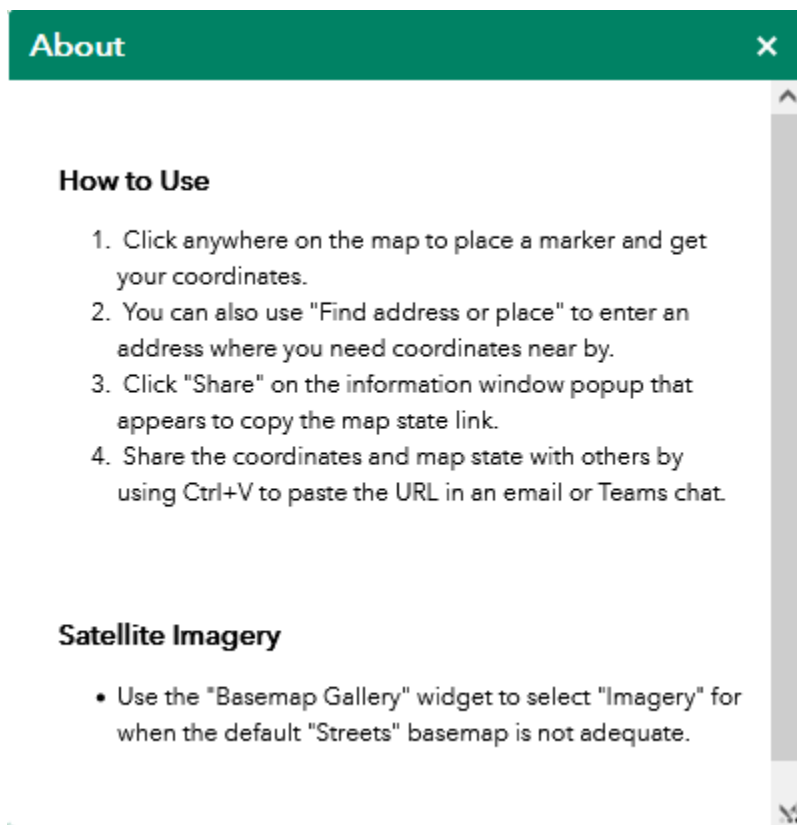 About
How to Use
1. Click anywhere on the map to place a marker and get
your coordinates.
2. You can also use "Find address or place" to enter an
address where you need coordinates near by.
3. Click "Share" on the information window popup that
appears to copy the map state link.
4. Share the coordinates and map state with others by
using Ctrl+V to paste the URL in an email or Teams chat.
Satellite Imagery
• Use the "Basemap Gallery" widget to select "Imagery" for
when the default "Streets" basemap is not adequate.